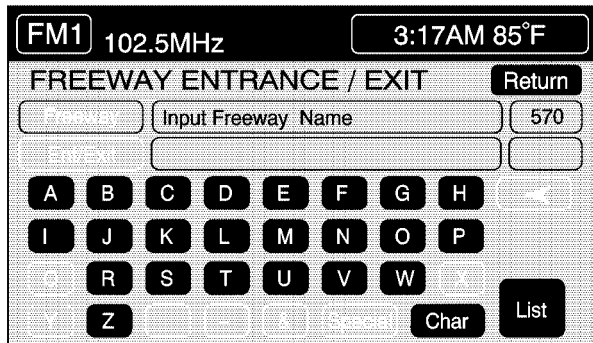 FM1 102.5MHz 3:17AM 85°F
FREEWAY ENTRANCE / EXIT Return
Freeway Input Freeway Name 570
Ent/Exit
A B C D E F G H
I J K L M N O P
Q R S T U V W X
Y Z - & Special Char List